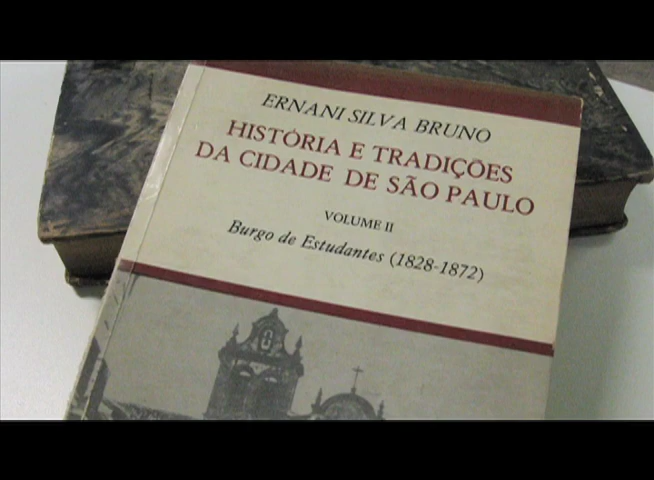 ERNANI SILVA BRUNO
HISTÓRIA E TRADIÇÕES
DA CIDADE DE SÃO PAULO
VOLUME II
Burgo de Estudantes (1828-1872)